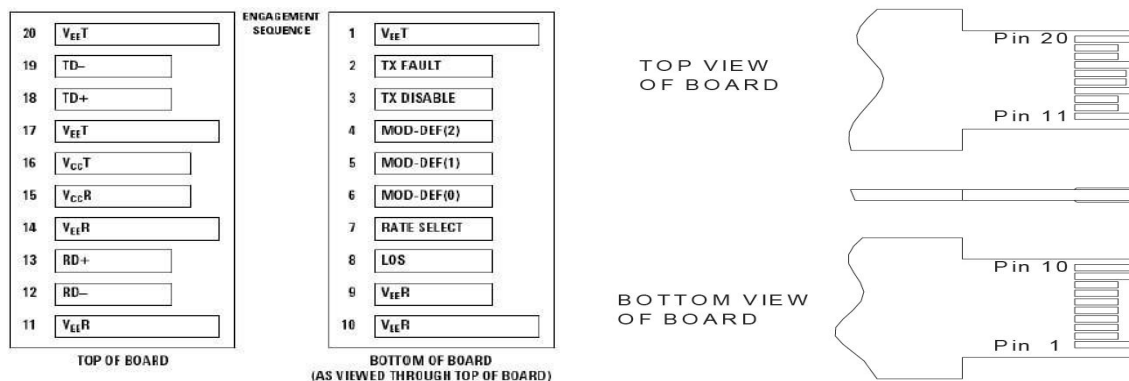 ENGAGEMENT
SEQUENCE
20 VEET
19 TD–
18 TD+
17 VEET
16 VCCT
15 VCCR
14 VEER
13 RD+
12 RD–
11 VEER
TOP OF BOARD
1 VEET
2 TX FAULT
3 TX DISABLE
4 MOD-DEF(2)
5 MOD-DEF(1)
6 MOD-DEF(0)
7 RATE SELECT
8 LOS
9 VEER
10 VEER
BOTTOM OF BOARD
(AS VIEWED THROUGH TOP OF BOARD)
TOP VIEW
OF BOARD
Pin 20
Pin 11
BOTTOM VIEW
OF BOARD
Pin 10
Pin 1